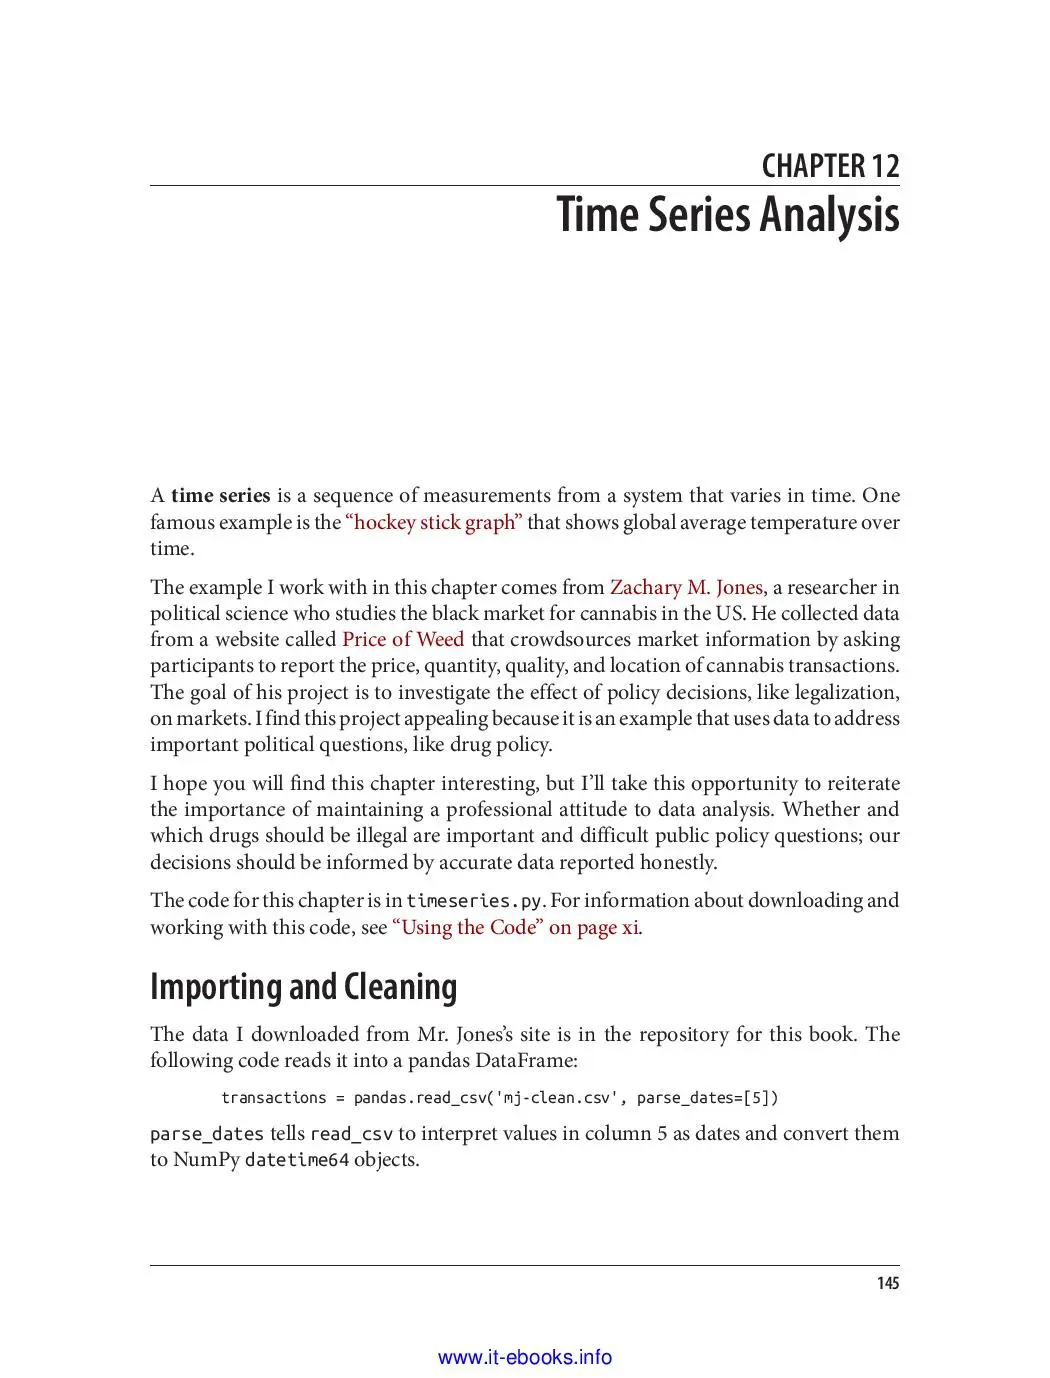 CHAPTER 12
Time Series Analysis
A time series is a sequence of measurements from a system that varies in time. One
famous example is the “hockey stick graph” that shows global average temperature over
time.
The example I work with in this chapter comes from Zachary M. Jones, a researcher in
political science who studies the black market for cannabis in the US. He collected data
from a website called Price of Weed that crowdsources market information by asking
participants to report the price, quantity, quality, and location of cannabis transactions.
The goal of his project is to investigate the effect of policy decisions, like legalization,
on markets. I find this project appealing because it is an example that uses data to address
important political questions, like drug policy.
I hope you will find this chapter interesting, but I’ll take this opportunity to reiterate
the importance of maintaining a professional attitude to data analysis. Whether and
which drugs should be illegal are important and difficult public policy questions; our
decisions should be informed by accurate data reported honestly.
The code for this chapter is in timeseries.py. For information about downloading and
working with this code, see “Using the Code” on page xi.
Importing and Cleaning
The data I downloaded from Mr. Jones’s site is in the repository for this book. The
following code reads it into a pandas DataFrame:
transactions = pandas.read_csv('mj-clean.csv', parse_dates=[5])
parse_dates tells read_csv to interpret values in column 5 as dates and convert them
to NumPy datetime64 objects.
145
www.it-ebooks.info